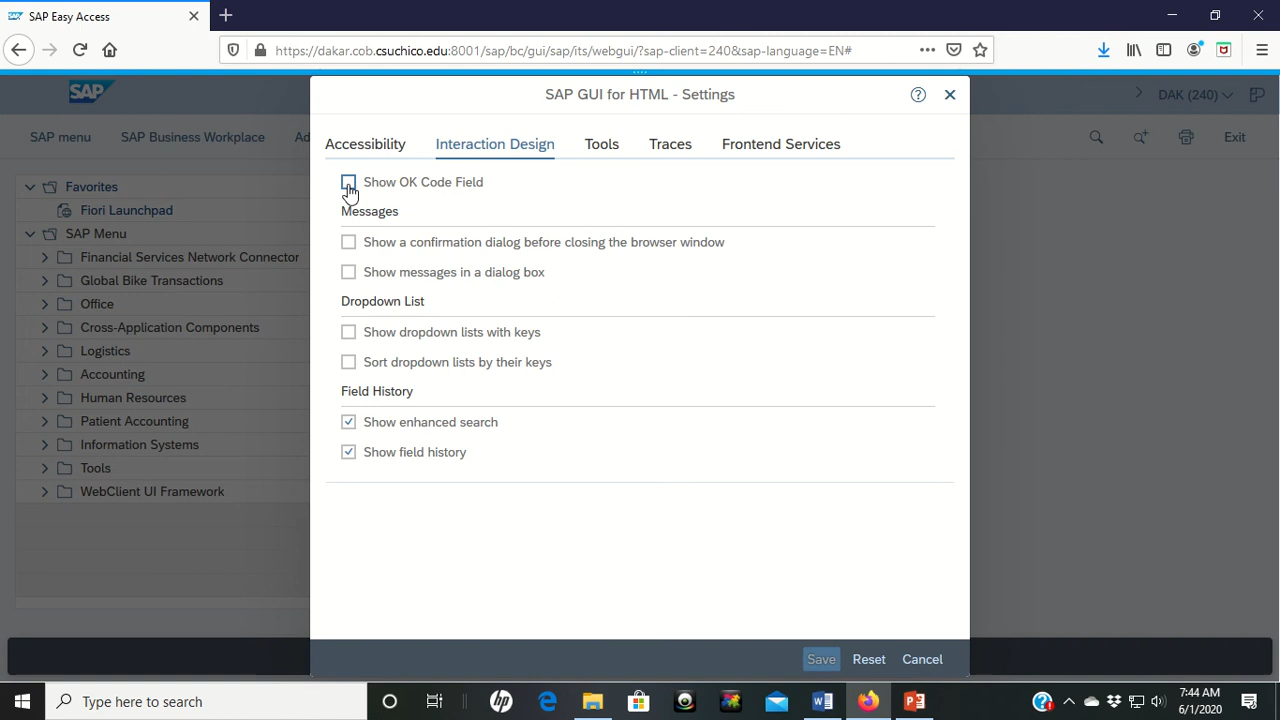 SAP Easy Access
https://dakar.cob.csuchico.edu:8001/sap/bc/gui/sap/its/webgui/?sap-client=240&sap-language=EN#
SAP
SAP GUI for HTML - Settings
DAK (240)
SAP menu
SAP Business Workplace
Ad
Exit
Accessibility
Interaction Design
Tools
Traces
Frontend Services
Show OK Code Field
Messages
Show a confirmation dialog before closing the browser window
Show messages in a dialog box
Dropdown List
Show dropdown lists with keys
Sort dropdown lists by their keys
Field History
Show enhanced search
Show field history
Favorites
Fiori Launchpad
SAP Menu
Financial Services Network Connector
Global Bike Transactions
Office
Cross-Application Components
Logistics
Accounting
Human Resources
Patient Accounting
Information Systems
Tools
WebClient UI Framework
Save
Reset
Cancel
Type here to search
7:44 AM
6/1/2020